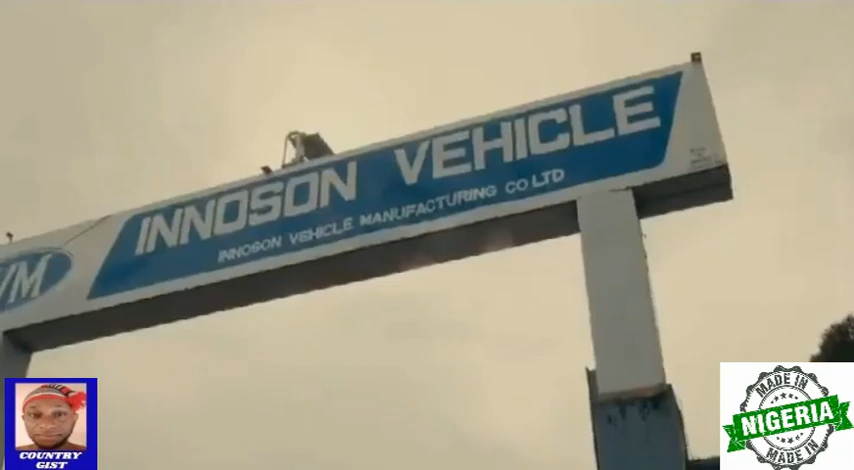 INNOSON VEHICLE
INNOSON VEHICLE MANUFACTURING CO LTD
VM
COUNTRY
GIST
MADE IN
NIGERIA
MADE IN